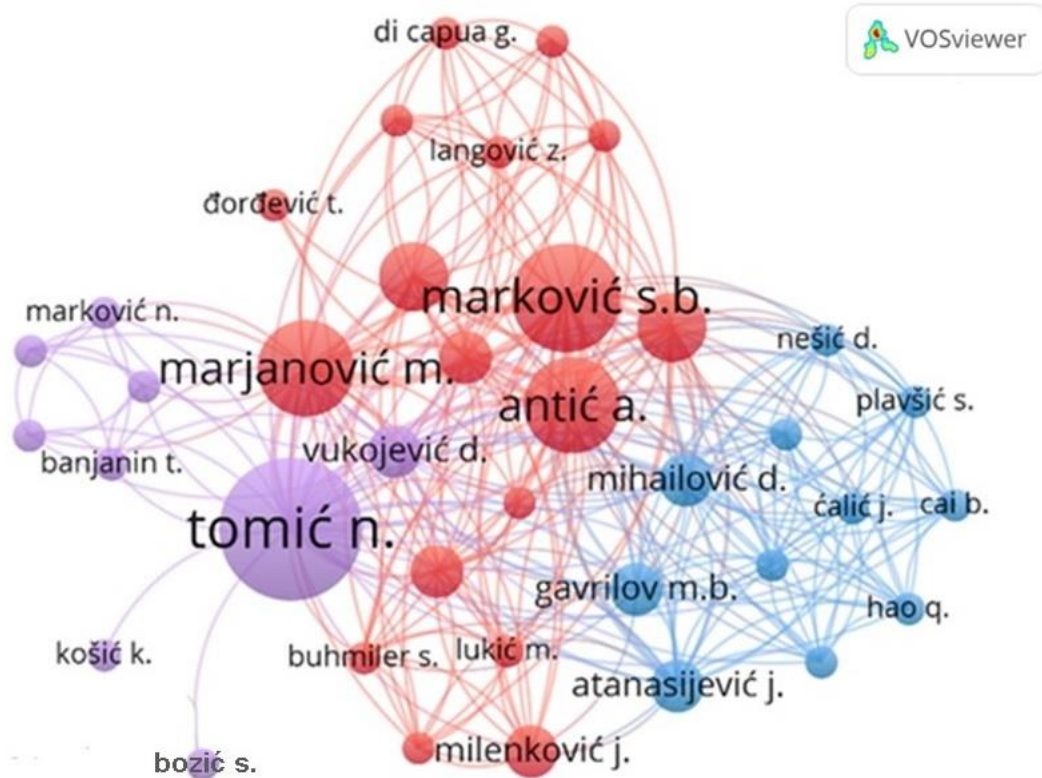 di capua g.
VOSviewer
langović z.
đorđević t.
marković n.
marković s.b.
nešić d.
marjanović m.
antić a.
plavšić s.
vukojević d.
banjanin t.
mihailović d.
ćalić j.
cai b.
tomić n.
gavrilov m.b.
hao q.
košić k.
buhmiler s.
lukić m.
atanasijević j.
milenković j.
bozić s.